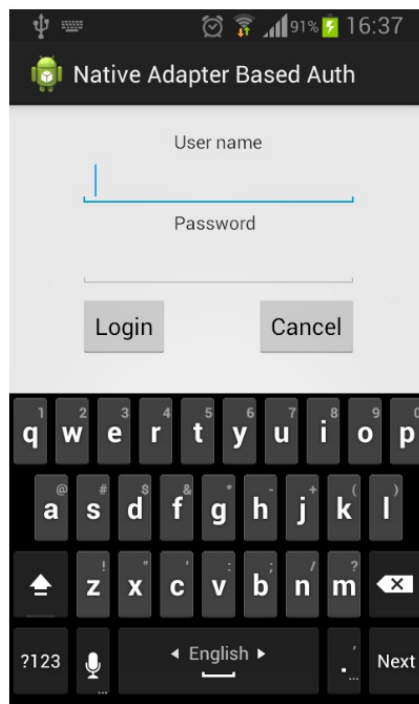 91% 16:37
Native Adapter Based Auth
User name
Password
Login Cancel
1 2 3 4 5 6 7 8 9 0
q w e r t y u i o p
@ # $ & * - + ( )
a s d f g h j k l
! " ' : ; / ?
z x c v b n m
?123 ... ◄ English ► . ' ... Next